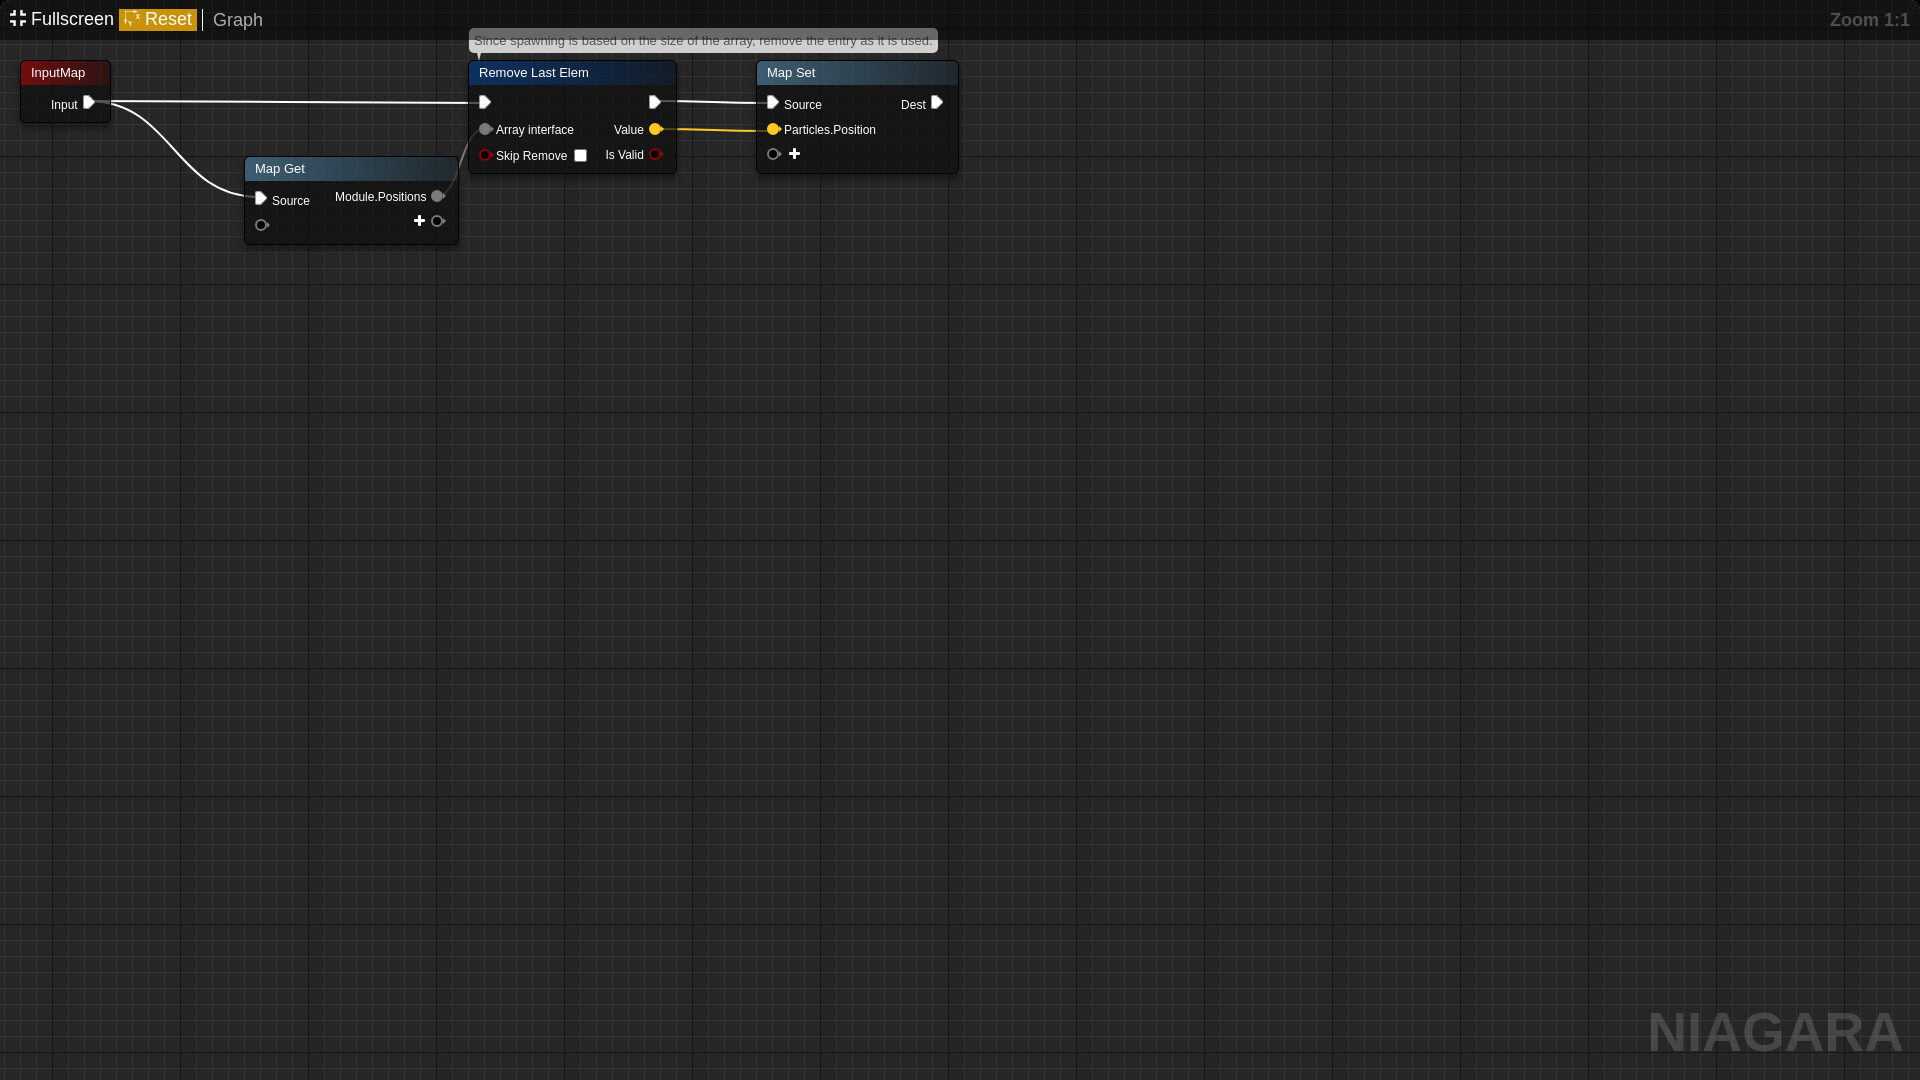 Fullscreen Reset Graph Zoom 1:1
Since spawning is based on the size of the array, remove the entry as it is used.
InputMap
Input
Map Get
Source Module.Positions
Remove Last Elem
Array interface Value
Skip Remove Is Valid
Map Set
Source Dest
Particles.Position
NIAGARA